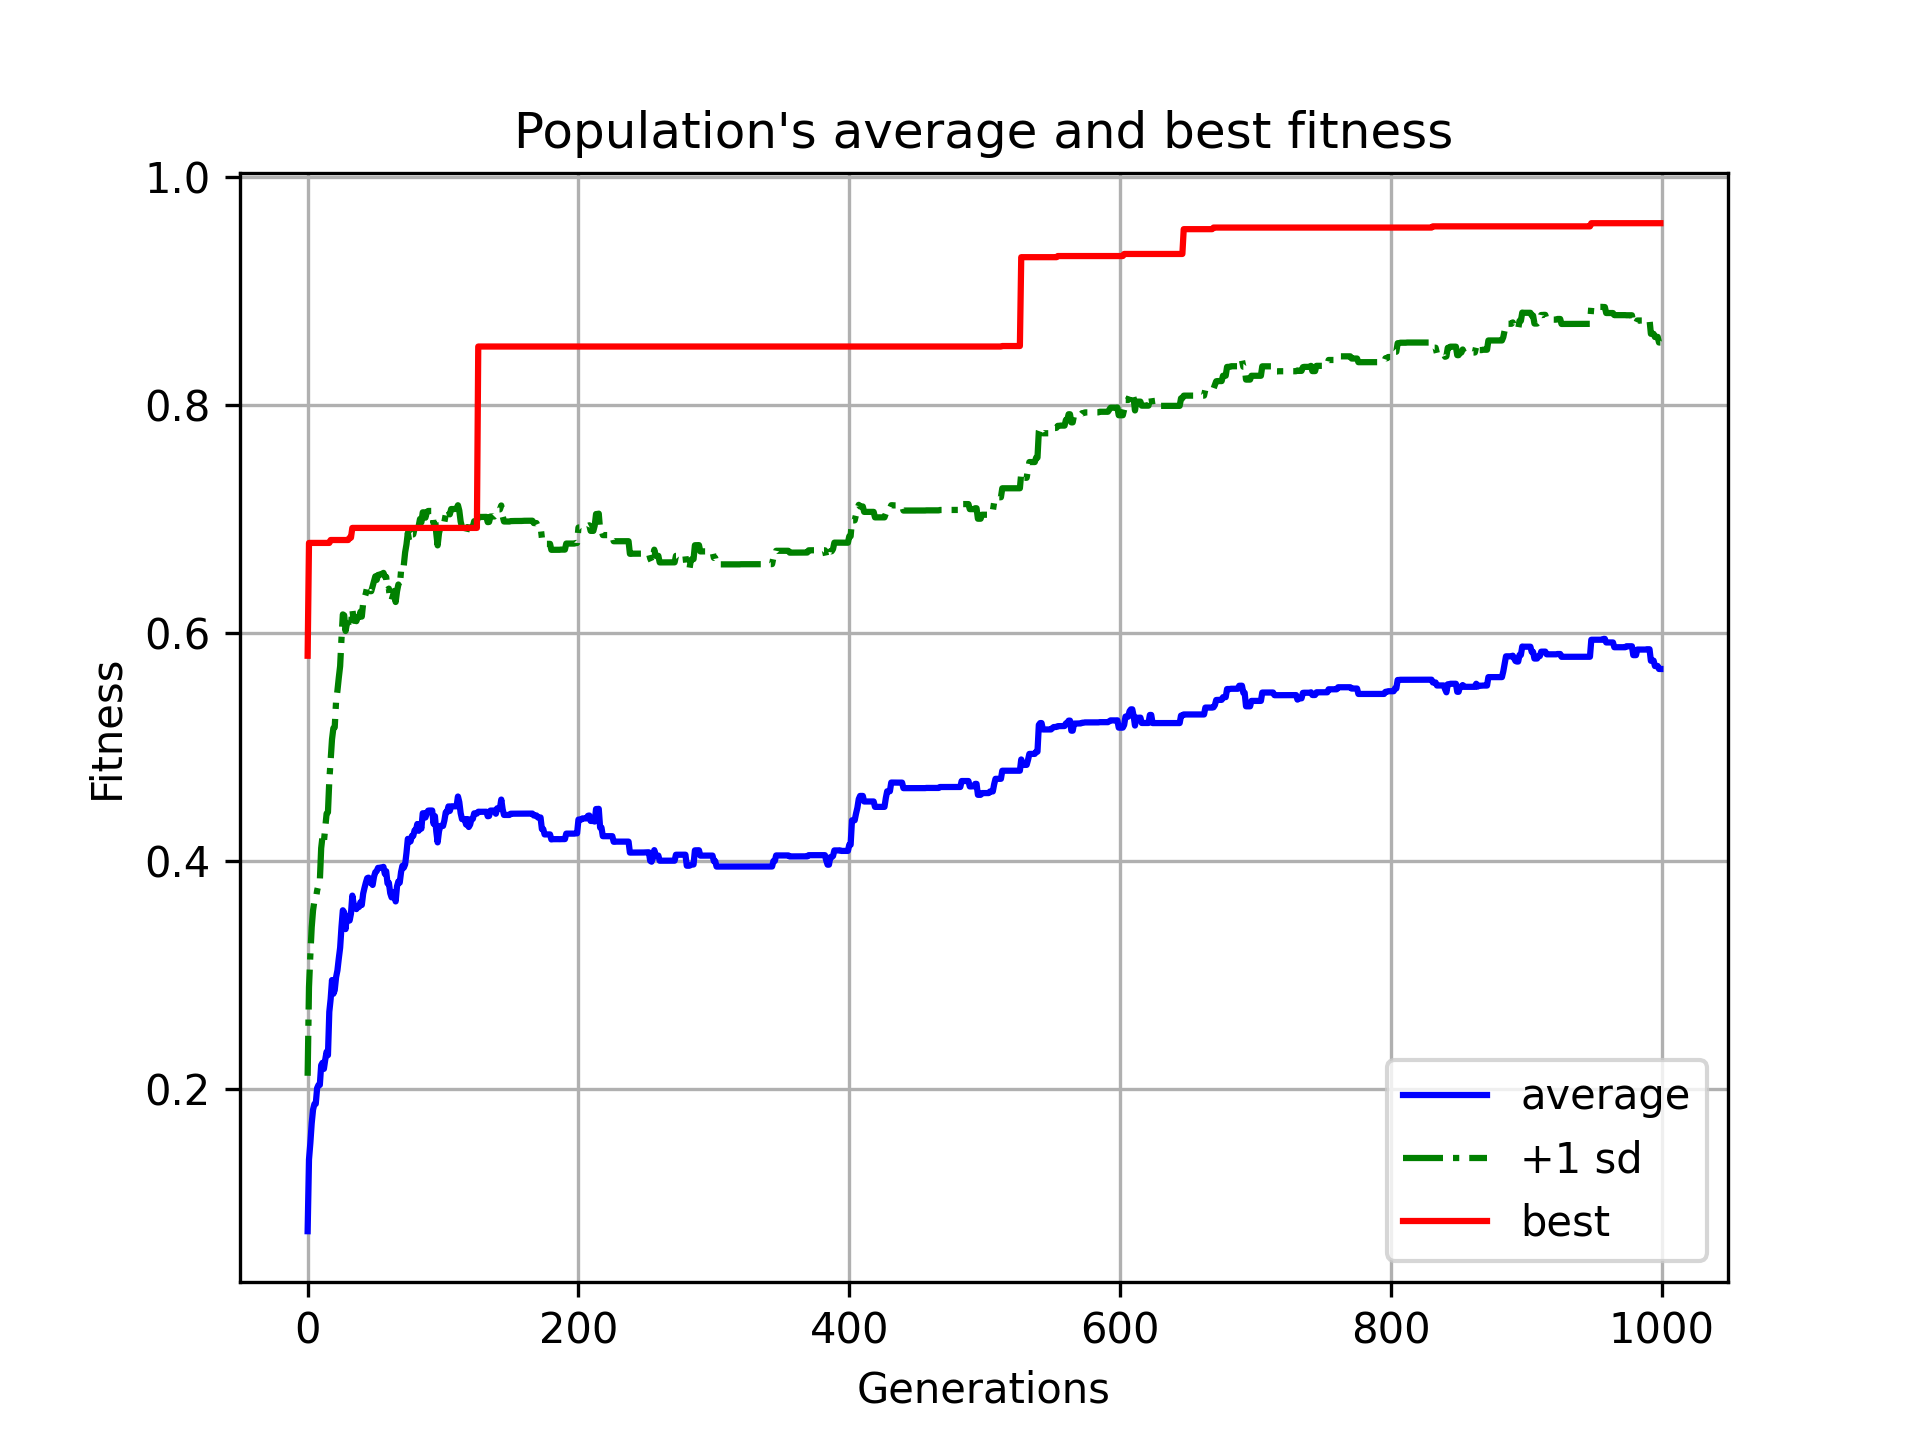 Population's average and best fitness
1.0
0.8
0.6
0.4
0.2
Fitness
0 200 400 600 800 1000
Generations
average
+1 sd
best